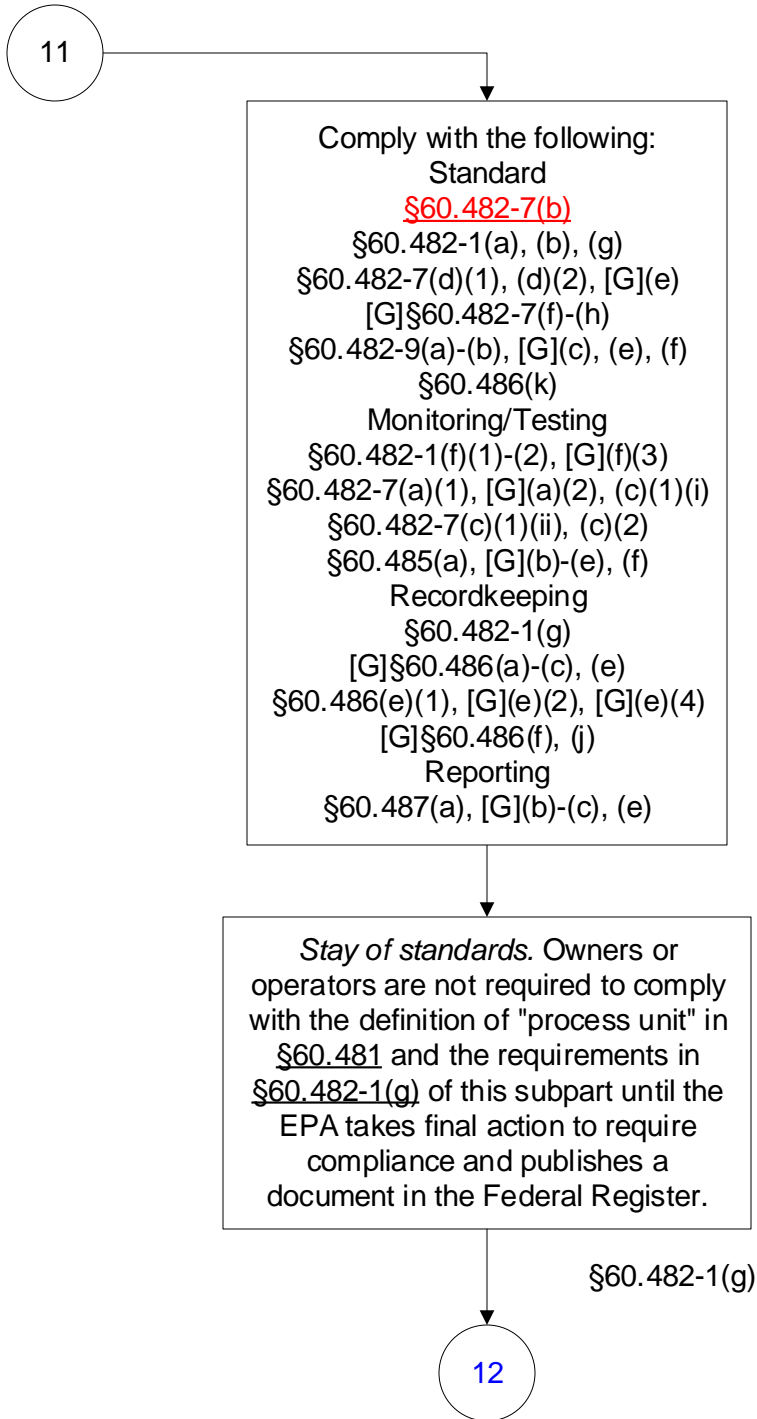 11
Comply with the following:
Standard
§60.482-7(b)
§60.482-1(a), (b), (g)
§60.482-7(d)(1), (d)(2), [G](e)
[G]§60.482-7(f)-(h)
§60.482-9(a)-(b), [G](c), (e), (f)
§60.486(k)
Monitoring/Testing
§60.482-1(f)(1)-(2), [G](f)(3)
§60.482-7(a)(1), [G](a)(2), (c)(1)(i)
§60.482-7(c)(1)(ii), (c)(2)
§60.485(a), [G](b)-(e), (f)
Recordkeeping
§60.482-1(g)
[G]§60.486(a)-(c), (e)
§60.486(e)(1), [G](e)(2), [G](e)(4)
[G]§60.486(f), (j)
Reporting
§60.487(a), [G](b)-(c), (e)
Stay of standards. Owners or
operators are not required to comply
with the definition of "process unit" in
§60.481 and the requirements in
§60.482-1(g) of this subpart until the
EPA takes final action to require
compliance and publishes a
document in the Federal Register.
§60.482-1(g)
12